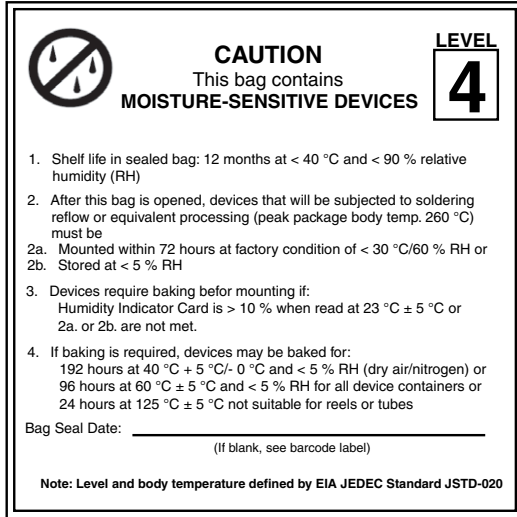 LEVEL
CAUTION
4
This bag contains
MOISTURE-SENSITIVE DEVICES
1. Shelf life in sealed bag: 12 months at < 40 °C and < 90 % relative
humidity (RH)
2. After this bag is opened, devices that will be subjected to soldering
reflow or equivalent processing (peak package body temp. 260 °C)
must be
2a. Mounted within 72 hours at factory condition of < 30 °C/60 % RH or
2b. Stored at < 5 % RH
3. Devices require baking befor mounting if:
Humidity Indicator Card is > 10 % when read at 23 °C ± 5 °C or
2a. or 2b. are not met.
4. If baking is required, devices may be baked for:
192 hours at 40 °C + 5 °C/- 0 °C and < 5 % RH (dry air/nitrogen) or
96 hours at 60 °C ± 5 °C and < 5 % RH for all device containers or
24 hours at 125 °C ± 5 °C not suitable for reels or tubes
Bag Seal Date:
(If blank, see barcode label)
Note: Level and body temperature defined by EIA JEDEC Standard JSTD-020